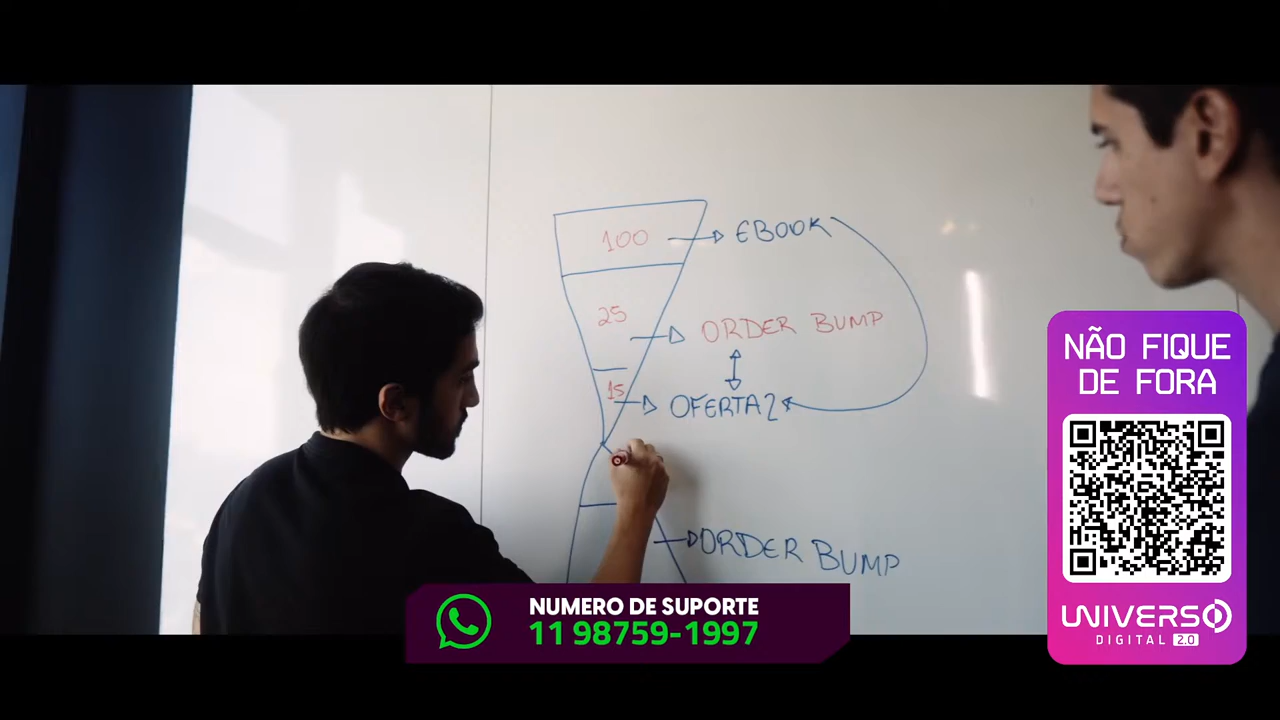 100
EBOOK
25
ORDER BUMP
15
OFERTA 2
ORDER BUMP
NÃO FIQUE
DE FORA
UNIVERSO
DIGITAL 2.0
NUMERO DE SUPORTE
11 98759-1997